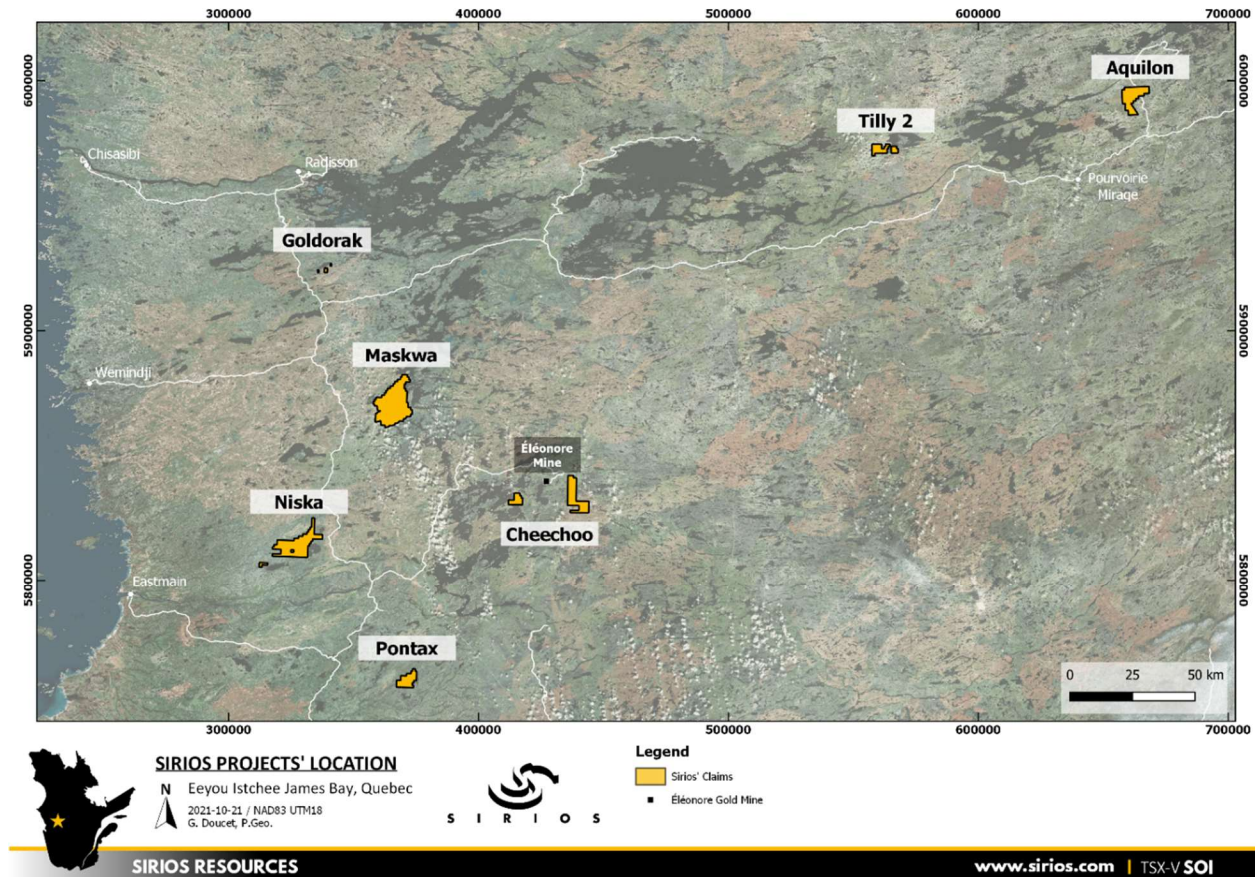 300000
400000
500000
600000
700000
Aquilon
6000000
6000000
Tilly 2
Chisasibi
Radisson
Pourvoirie
Mirage
Goldorak
5900000
5900000
Maskwa
Wemindji
Éléonore
Mine
Niska
Cheechoo
5800000
5800000
Eastmain
Pontax
0 25 50 km
300000
400000
500000
600000
700000
Legend
SIRIOS PROJECTS' LOCATION
Sirios' Claims
N
Eeyou Istchee James Bay, Quebec
Éléonore Gold Mine
2021-10-21 / NAD83 UTM18
G. Doucet, P.Geo.
SIRIOS
SIRIOS RESOURCES
www.sirios.com | TSX-V SOI